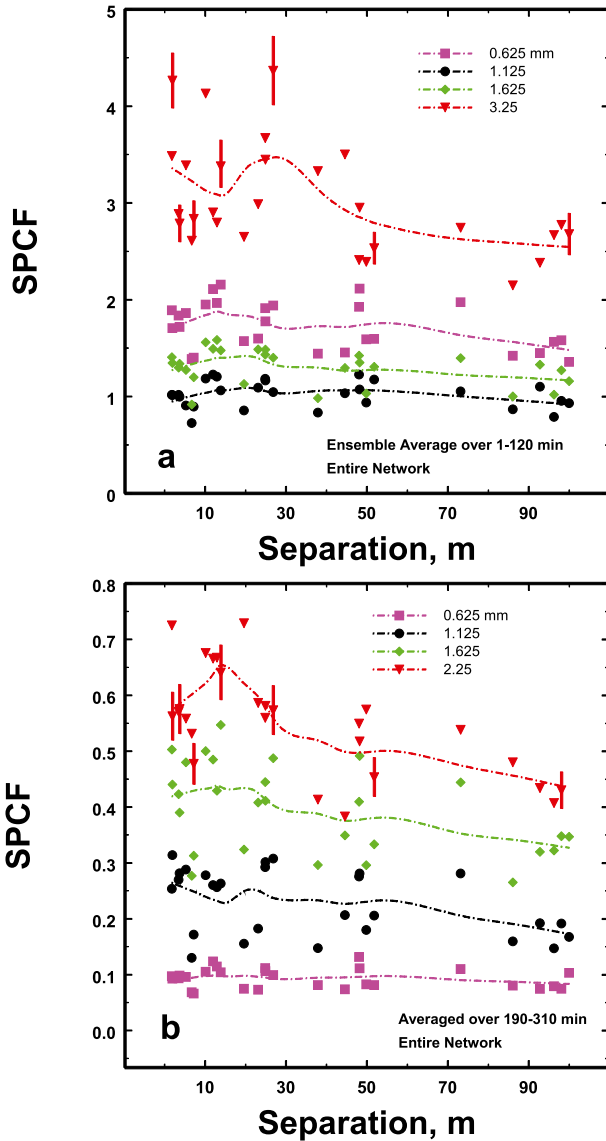 5
4
3
2
1
0
SPCF
0.625 mm
1.125
1.625
3.25
a
Ensemble Average over 1-120 min
Entire Network
10 30 50 70 90
Separation, m
0.8
0.7
0.6
0.5
0.4
0.3
0.2
0.1
0.0
SPCF
0.625 mm
1.125
1.625
2.25
b
Averaged over 190-310 min
Entire Network
10 30 50 70 90
Separation, m